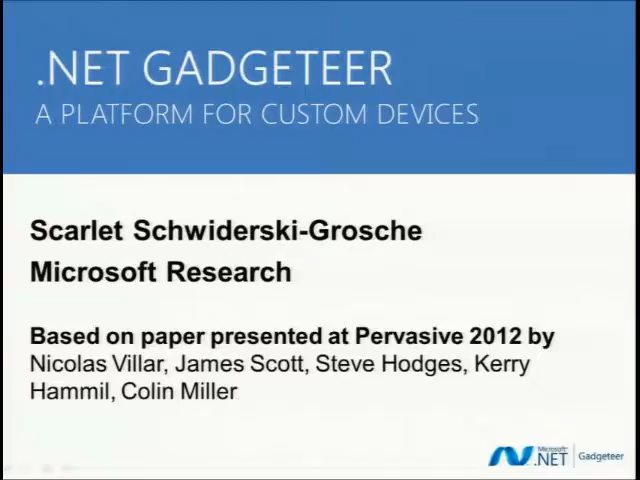 .NET GADGETEER
A PLATFORM FOR CUSTOM DEVICES
Scarlet Schwiderski-Grosche
Microsoft Research
Based on paper presented at Pervasive 2012 by
Nicolas Villar, James Scott, Steve Hodges, Kerry
Hammil, Colin Miller
Microsoft
.NET Gadgeteer